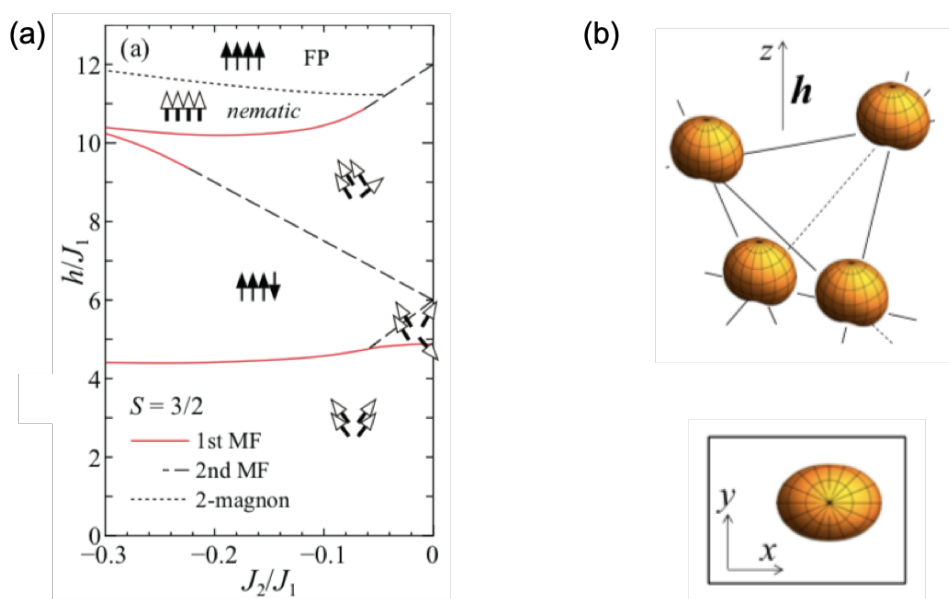 (a)
(a)
FP
nematic
12
10
8
6
4
2
0
h/J₁
S = 3/2
1st MF
2nd MF
2-magnon
−0.3
−0.2
−0.1
0
J₂/J₁
(b)
z
h
y
x